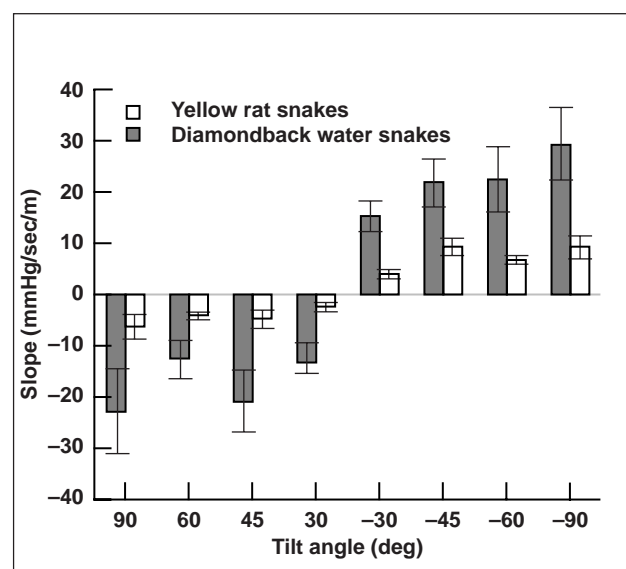 40
30
20
10
0
–10
–20
–30
–40
Slope (mmHg/sec/m)
Yellow rat snakes
Diamondback water snakes
90 60 45 30 –30 –45 –60 –90
Tilt angle (deg)